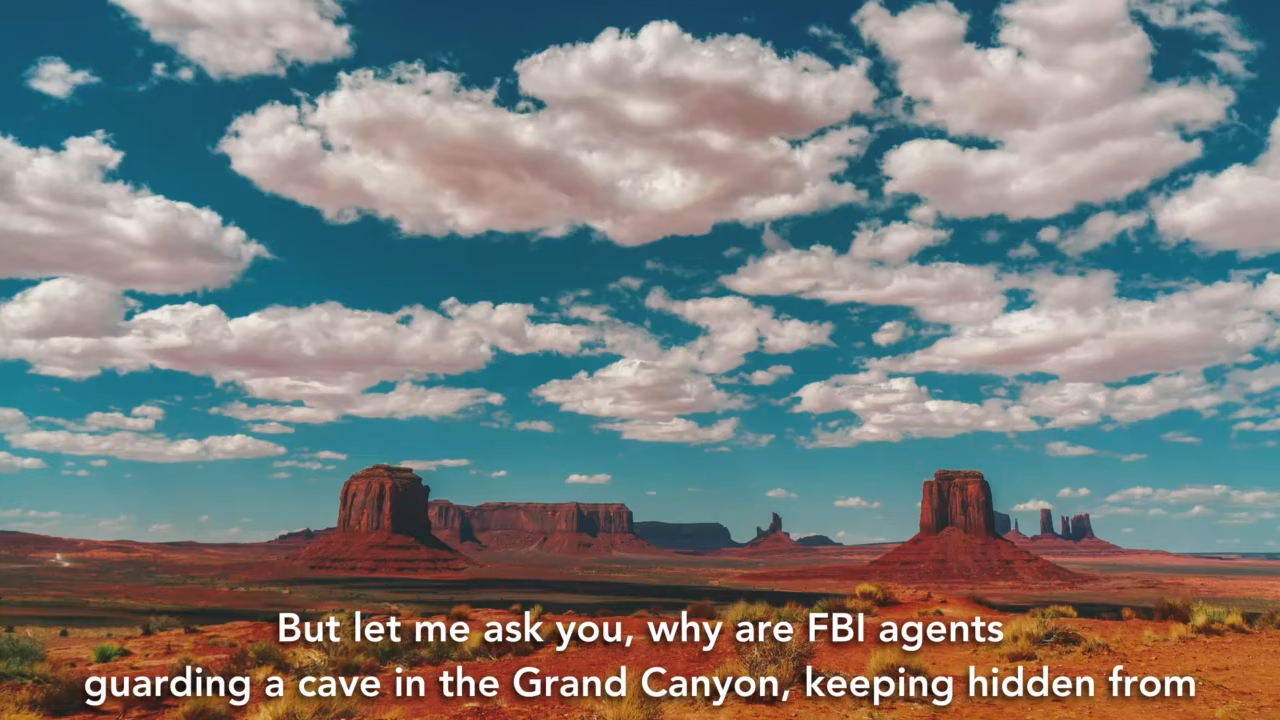 But let me ask you, why are FBI agents
guarding a cave in the Grand Canyon, keeping hidden from